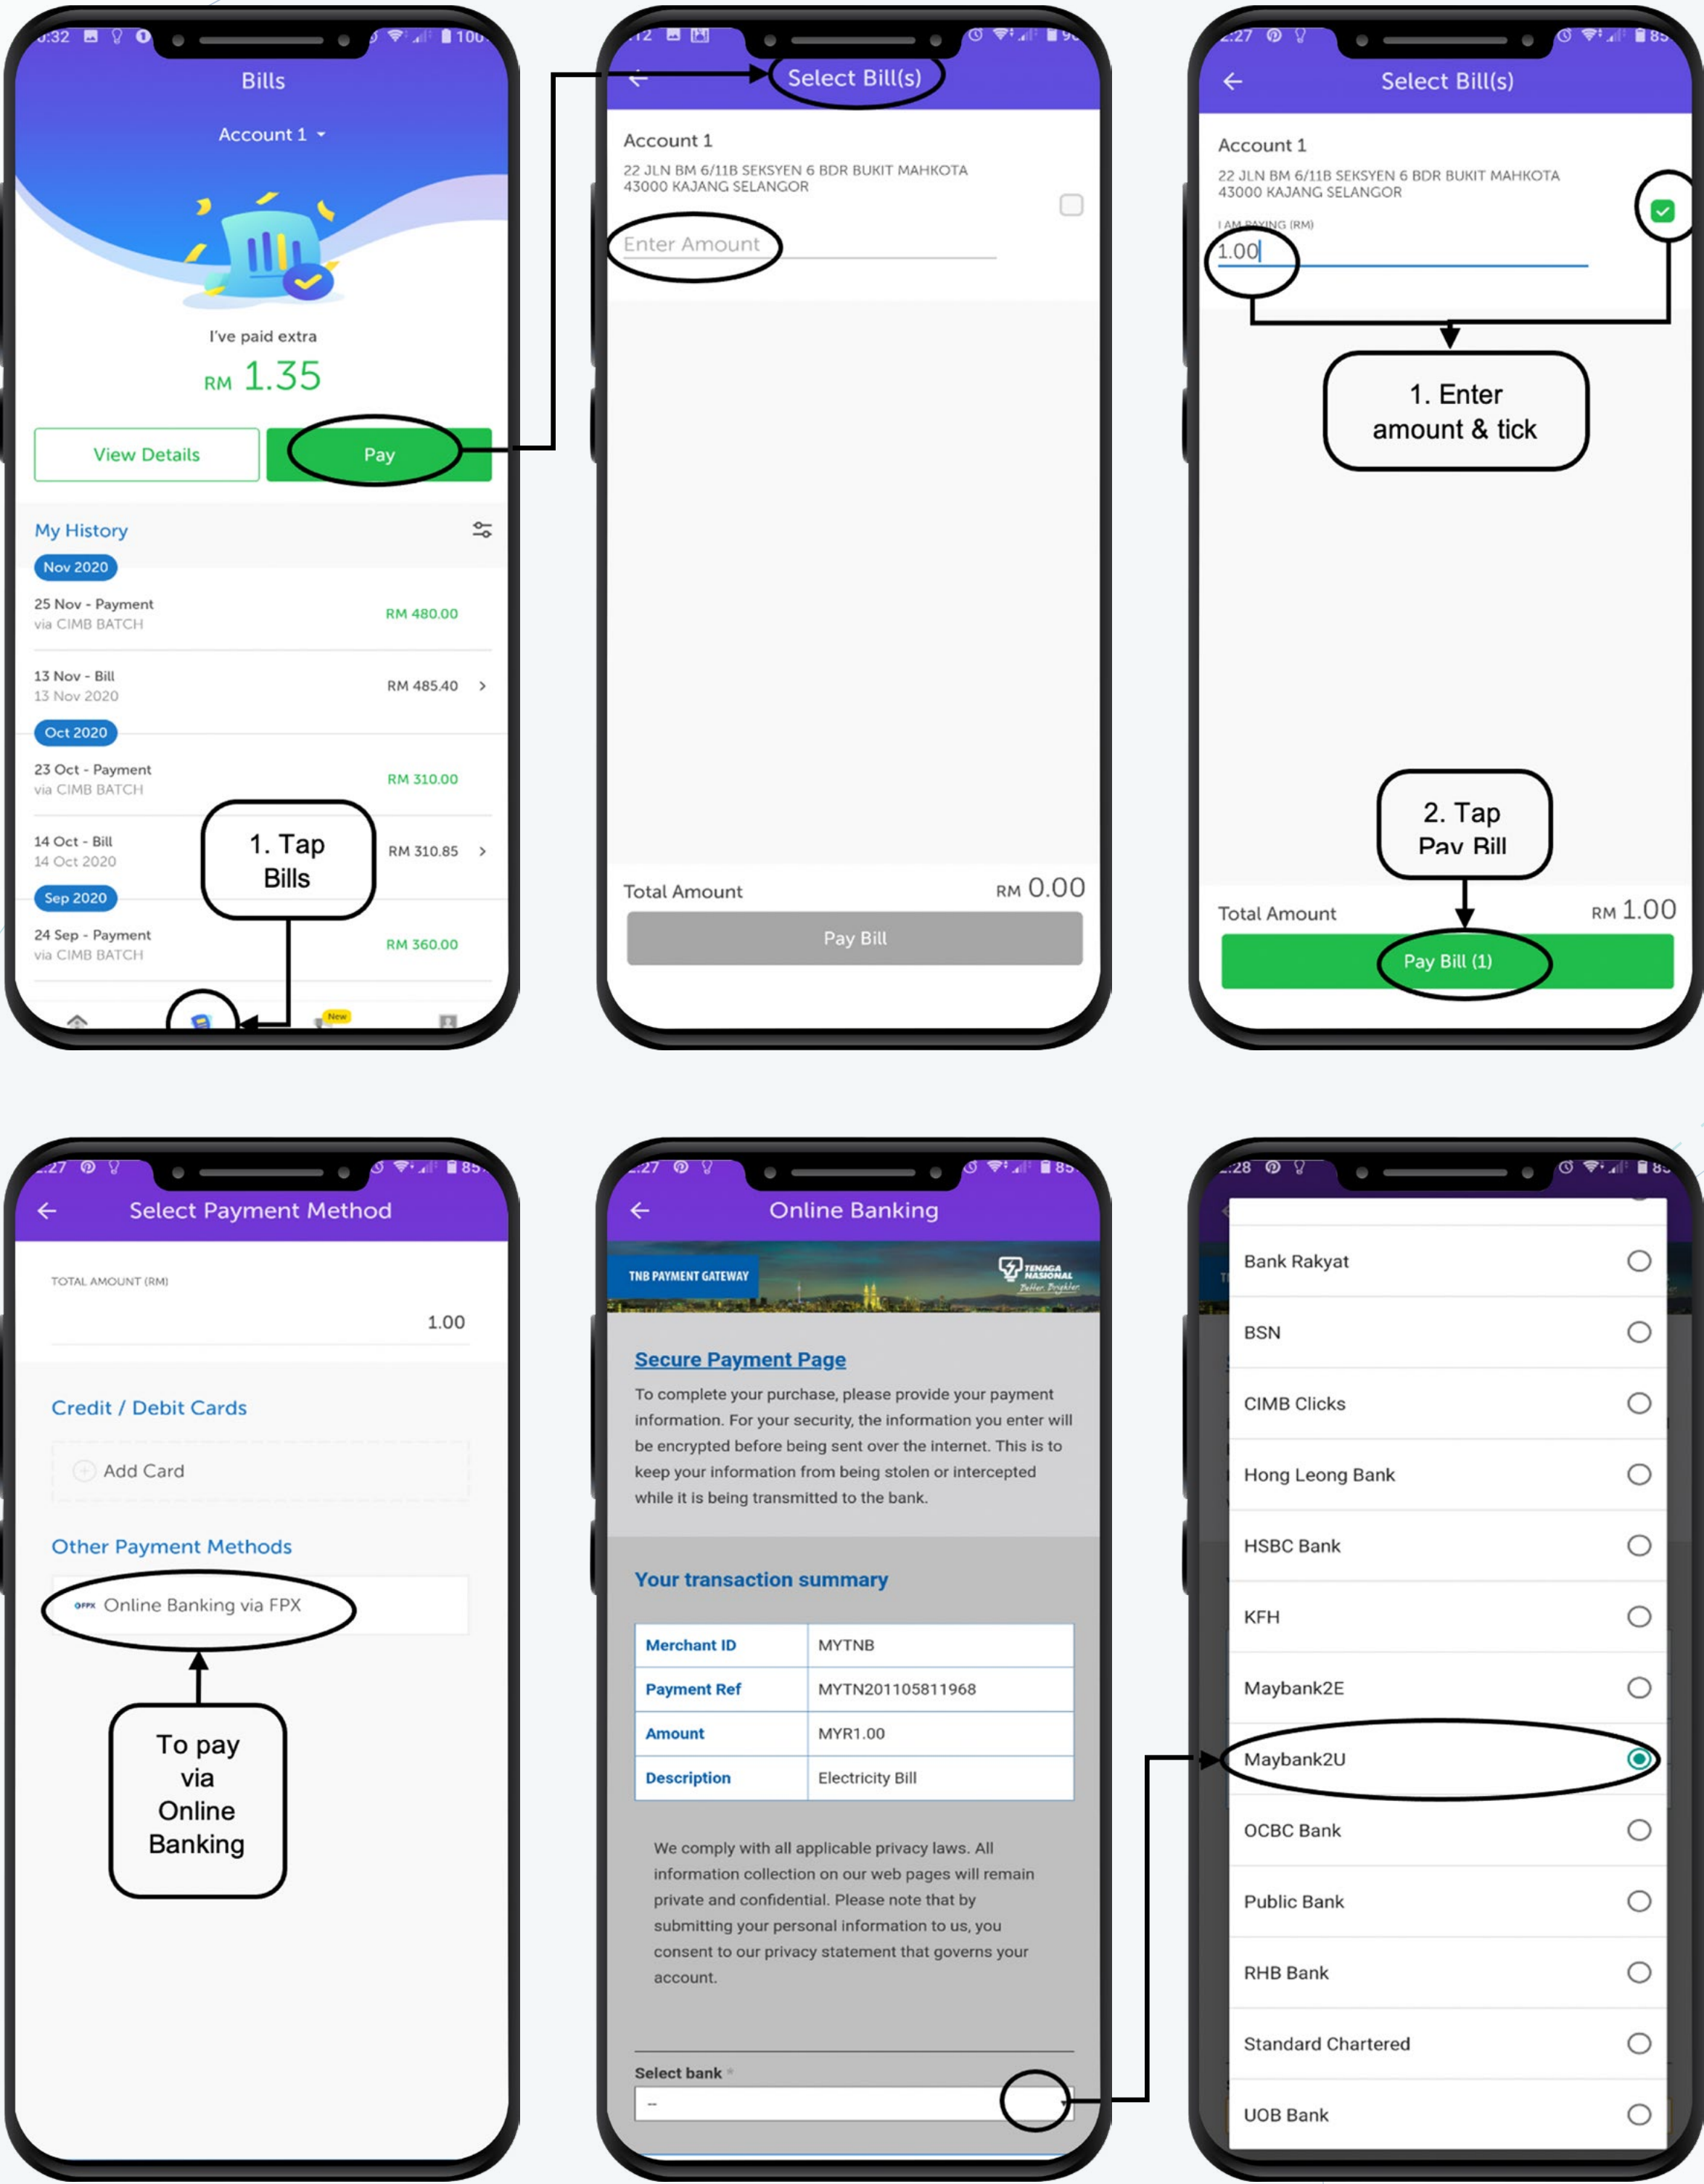 Bills
Account 1
I've paid extra
RM 1.35
View Details
Pay
My History
Nov 2020
25 Nov - Payment
RM 480.00
via CIMB BATCH
13 Nov - Bill
RM 485.40
13 Nov 2020
Oct 2020
23 Oct - Payment
RM 310.00
via CIMB BATCH
14 Oct - Bill
RM 310.85
14 Oct 2020
1. Tap
Bills
Sep 2020
24 Sep - Payment
RM 360.00
via CIMB BATCH
New
Select Bill(s)
Account 1
22 JLN BM 6/11B SEKSYEN 6 BDR BUKIT MAHKOTA
43000 KAJANG SELANGOR
Enter Amount
Total Amount
RM 0.00
Pay Bill
:27
85
Select Bill(s)
Account 1
22 JLN BM 6/11B SEKSYEN 6 BDR BUKIT MAHKOTA
43000 KAJANG SELANGOR
I AM PAYING (RM)
1.00
1. Enter
amount & tick
2. Tap
Pay Bill
Total Amount
RM 1.00
Pay Bill (1)
:27
85
Select Payment Method
TOTAL AMOUNT (RM)
1.00
Credit / Debit Cards
Add Card
Other Payment Methods
FPX Online Banking via FPX
To pay
via
Online
Banking
:27
85
Online Banking
TNB PAYMENT GATEWAY
TENAGA
NASIONAL
Better. Brighter.
Secure Payment Page
To complete your purchase, please provide your payment
information. For your security, the information you enter will
be encrypted before being sent over the internet. This is to
keep your information from being stolen or intercepted
while it is being transmitted to the bank.
Your transaction summary
Merchant ID
MYTNB
Payment Ref
MYTN201105811968
Amount
MYR1.00
Description
Electricity Bill
We comply with all applicable privacy laws. All
information collection on our web pages will remain
private and confidential. Please note that by
submitting your personal information to us, you
consent to our privacy statement that governs your
account.
Select bank *
--
:28
Bank Rakyat
BSN
CIMB Clicks
Hong Leong Bank
HSBC Bank
KFH
Maybank2E
Maybank2U
OCBC Bank
Public Bank
RHB Bank
Standard Chartered
UOB Bank